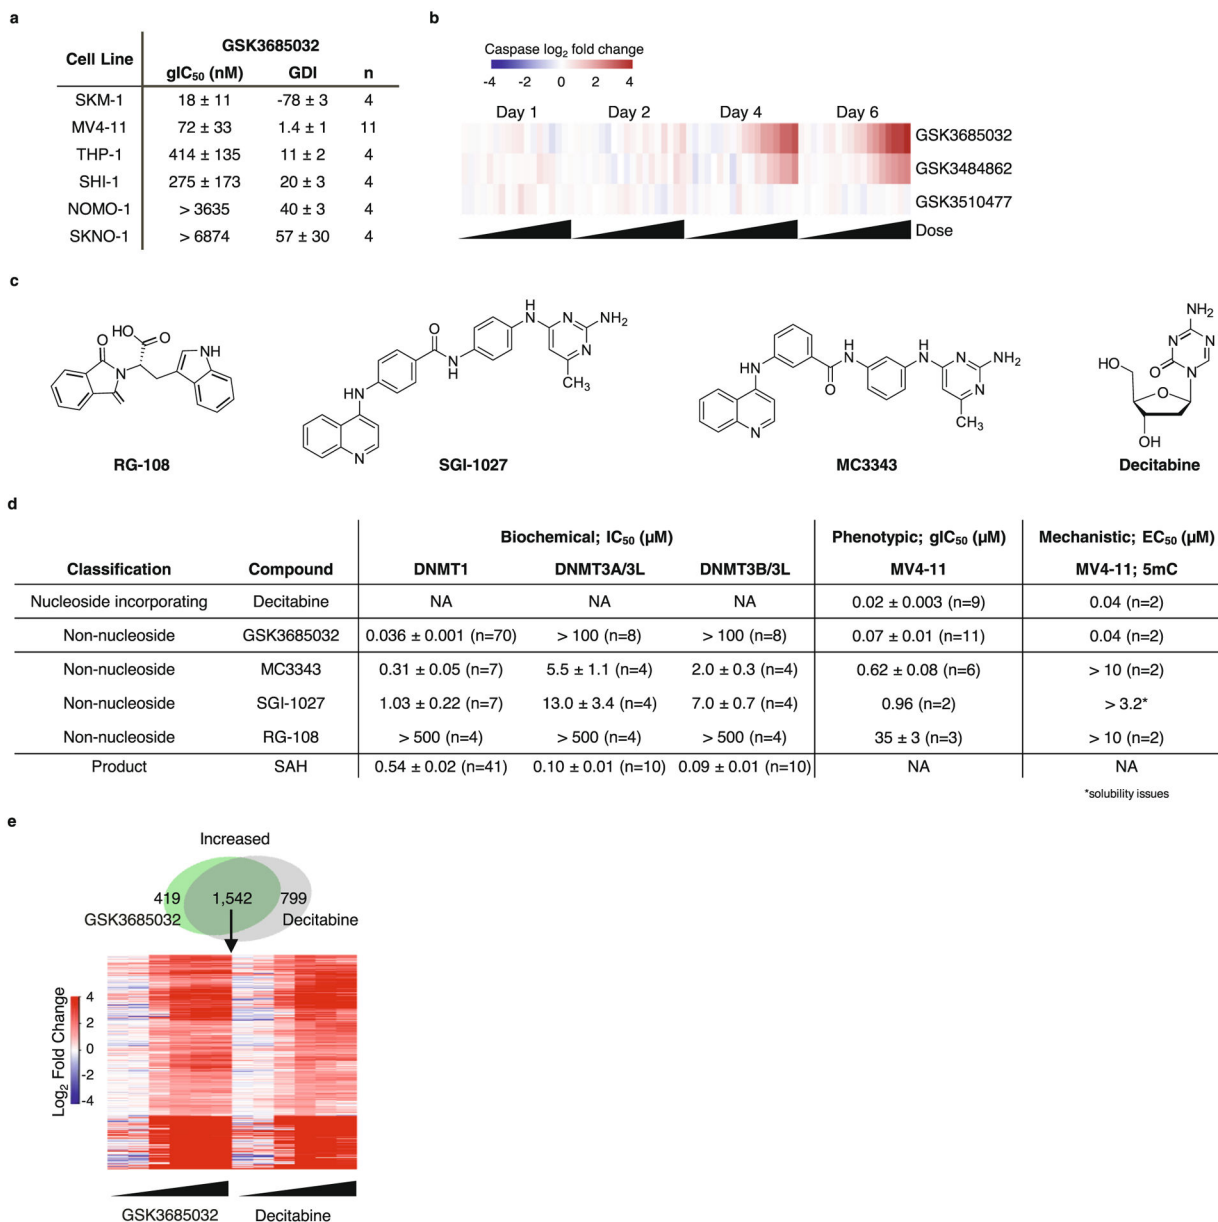 a
GSK3685032
Cell Line gIC50 (nM) GDI n
SKM-1 18 ± 11 -78 ± 3 4
MV4-11 72 ± 33 1.4 ± 1 11
THP-1 414 ± 135 11 ± 2 4
SHI-1 275 ± 173 20 ± 3 4
NOMO-1 > 3635 40 ± 3 4
SKNO-1 > 6874 57 ± 30 4
b
Caspase log2 fold change
-4 -2 0 2 4
Day 1 Day 2 Day 4 Day 6
GSK3685032
GSK3484862
GSK3510477
Dose
c
O HO O N NH
RG-108
O N H H N N NH2 N CH3 HN N
SGI-1027
HN O H N H N N NH2 N CH3 N
MC3343
NH2 N N O N HO O OH
Decitabine
d
Biochemical; IC50 (µM) Phenotypic; gIC50 (µM) Mechanistic; EC50 (µM)
Classification Compound DNMT1 DNMT3A/3L DNMT3B/3L MV4-11 MV4-11; 5mC
Nucleoside incorporating Decitabine NA NA NA 0.02 ± 0.003 (n=9) 0.04 (n=2)
Non-nucleoside GSK3685032 0.036 ± 0.001 (n=70) > 100 (n=8) > 100 (n=8) 0.07 ± 0.01 (n=11) 0.04 (n=2)
Non-nucleoside MC3343 0.31 ± 0.05 (n=7) 5.5 ± 1.1 (n=4) 2.0 ± 0.3 (n=4) 0.62 ± 0.08 (n=6) > 10 (n=2)
Non-nucleoside SGI-1027 1.03 ± 0.22 (n=7) 13.0 ± 3.4 (n=4) 7.0 ± 0.7 (n=4) 0.96 (n=2) > 3.2*
Non-nucleoside RG-108 > 500 (n=4) > 500 (n=4) > 500 (n=4) 35 ± 3 (n=3) > 10 (n=2)
Product SAH 0.54 ± 0.02 (n=41) 0.10 ± 0.01 (n=10) 0.09 ± 0.01 (n=10) NA NA
*solubility issues
e
Increased
419 1,542 799
GSK3685032 Decitabine
Log2 Fold Change
4
2
0
-2
-4
GSK3685032 Decitabine